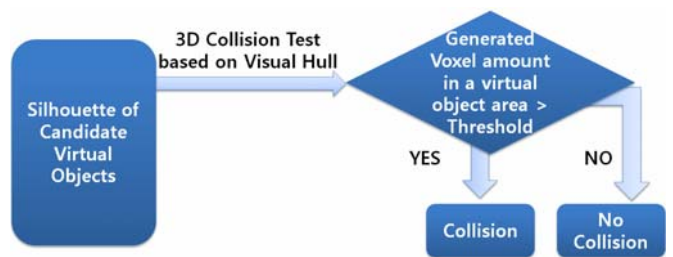 Silhouette of
Candidate
Virtual
Objects
3D Collision Test
based on Visual Hull
Generated
Voxel amount
in a virtual
object area >
Threshold
YES
NO
Collision
No
Collision